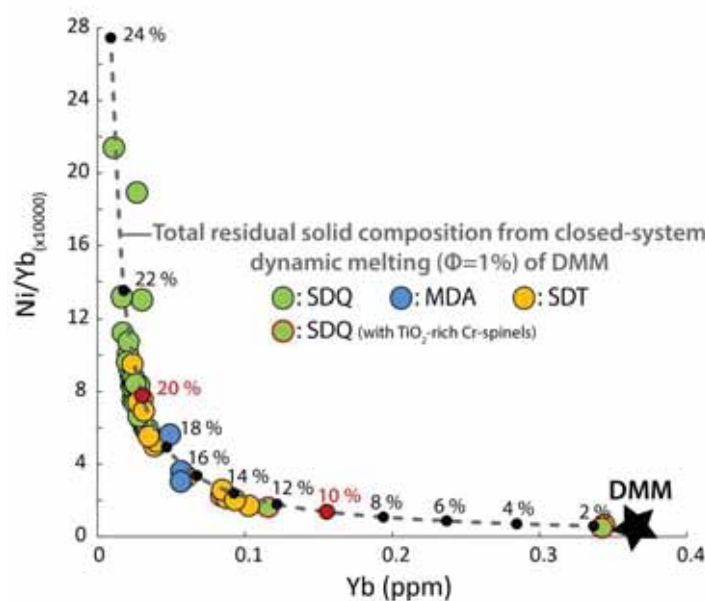 28
24
20
16
12
8
4
0
Ni/Yb(x10000)
24 %
Total residual solid composition from closed-system
dynamic melting (Φ=1%) of DMM
22 %
: SDQ : MDA : SDT
: SDQ (with TiO2-rich Cr-spinels)
20 %
18 %
16 %
14 %
12 %
10 %
8 %
6 %
4 %
2 %
DMM
0 0.1 0.2 0.3 0.4
Yb (ppm)